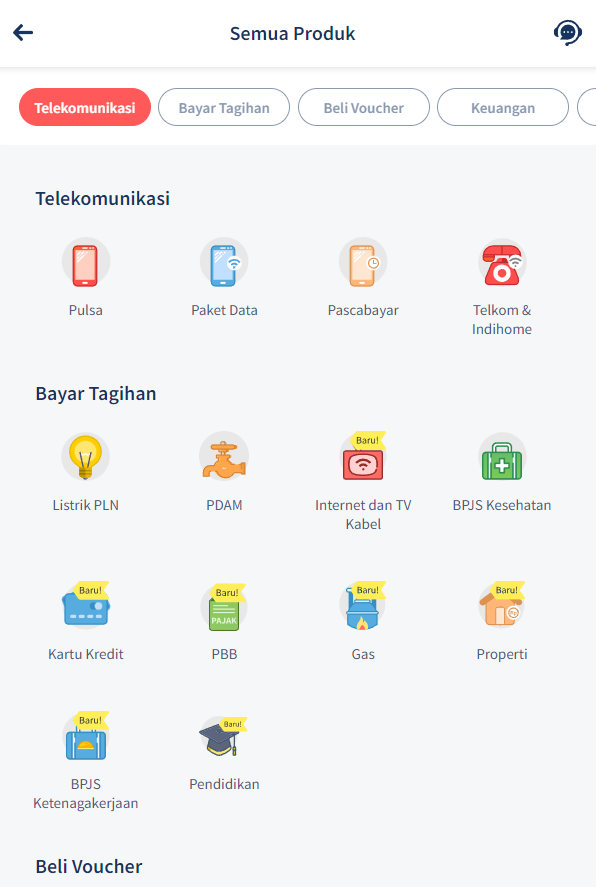 Semua Produk
Telekomunikasi
Bayar Tagihan
Beli Voucher
Keuangan
Telekomunikasi
Pulsa
Paket Data
Pascabayar
Telkom &
Indihome
Bayar Tagihan
Listrik PLN
PDAM
Baru!
Internet dan TV
Kabel
BPJS Kesehatan
Baru!
Kartu Kredit
Baru!
PAJAK
PBB
Baru!
Gas
Baru!
Rp
Properti
Baru!
BPJS
Ketenagakerjaan
Baru!
Pendidikan
Beli Voucher